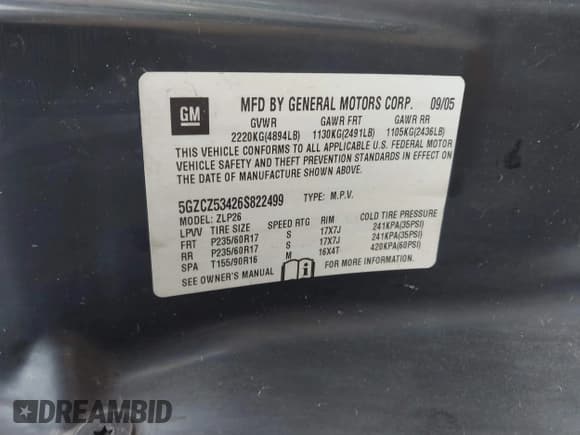 GM
MFD BY GENERAL MOTORS CORP. 09/05
GVWR GAWR FRT GAWR RR
2220KG(4894LB) 1130KG(2491LB) 1105KG(2436LB)
THIS VEHICLE CONFORMS TO ALL APPLICABLE U.S. FEDERAL MOTOR
VEHICLE SAFETY AND THEFT PREVENTION STANDARDS IN EFFECT ON
THE DATE OF MANUFACTURE SHOWN ABOVE.
5GZCZ53426S822499 TYPE: M.P.V.
MODEL: ZLP26
LPVV TIRE SIZE SPEED RTG RIM COLD TIRE PRESSURE
FRT P235/60R17 S 17X7J 241KPA(35PSI)
RR P235/60R17 S 17X7J 241KPA(35PSI)
SPA T155/90R16 M 16X4T 420KPA(60PSI)
SEE OWNER'S MANUAL FOR MORE INFORMATION.
DREAMBID